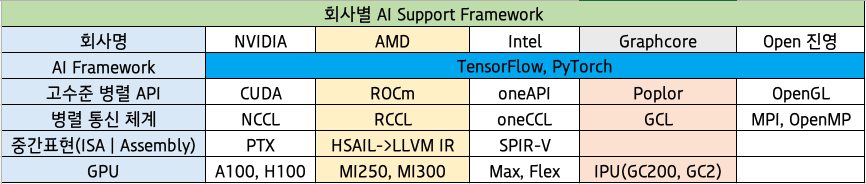 회사별 AI Support Framework
회사명 NVIDIA AMD Intel Graphcore Open 진영
AI Framework TensorFlow, PyTorch
고수준 병렬 API CUDA ROCm oneAPI Poplor OpenGL
병렬 통신 체계 NCCL RCCL oneCCL GCL MPI, OpenMP
중간표현(ISA | Assembly) PTX HSAIL->LLVM IR SPIR-V
GPU A100, H100 MI250, MI300 Max, Flex IPU(GC200, GC2)